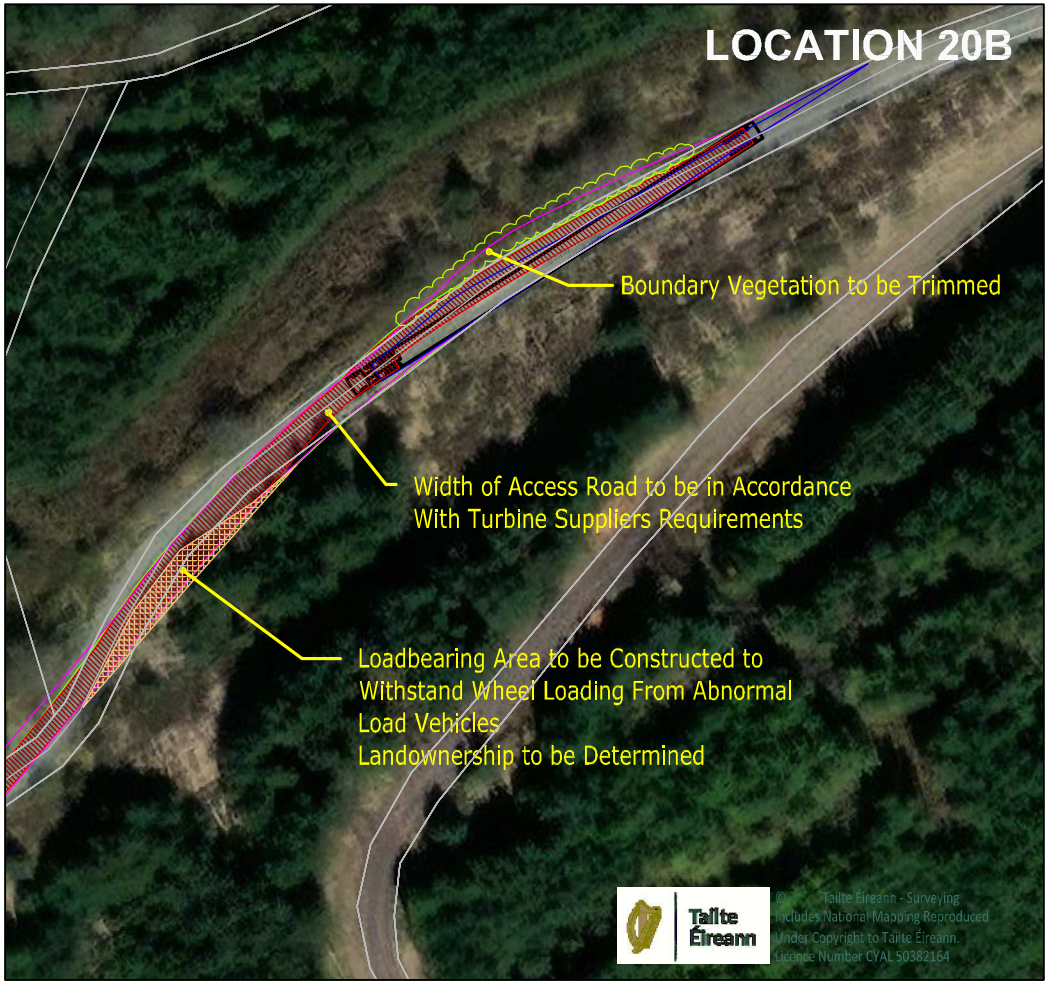 LOCATION 20B
Boundary Vegetation to be Trimmed
Width of Access Road to be in Accordance
With Turbine Suppliers Requirements
Loadbearing Area to be Constructed to
Withstand Wheel Loading From Abnormal
Load Vehicles
Landownership to be Determined
Tailte
Éireann
© Tailte Éireann - Surveying
Includes National Mapping Reproduced
Under Copyright to Tailte Éireann.
Licence Number CYAL 50382164